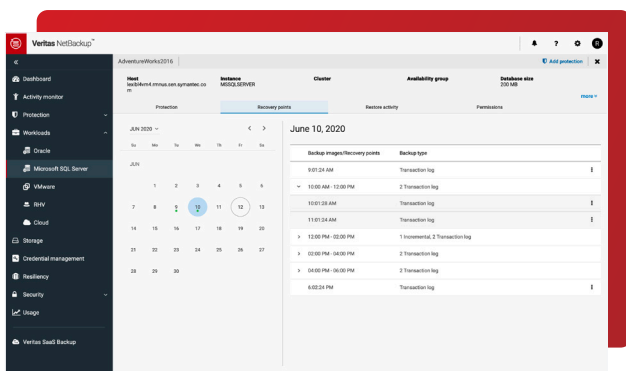 Veritas NetBackup™
? R
«
AdventureWorks2016
Add protection
Dashboard
Activity monitor
Protection
Workloads
Oracle
Microsoft SQL Server
VMware
RHV
Cloud
Storage
Credential management
Resiliency
Security
Usage
Veritas SaaS Backup
Host Instance Cluster Availability group Database size
MSSQLSERVER 200 MB
m
more
Protection Recovery points Restore activity Permissions
JUN 2020
Su Mo Tu We Th Fr Sa
JUN
1 2 3 4 5 6
7 8 9 10 11 12 13
14 15 16 17 18 19 20
21 22 23 24 25 26 27
28 29 30
June 10, 2020
Backup images/Recovery points Backup type
9:01:24 AM Transaction log
10:00 AM - 12:00 PM 2 Transaction log
10:01:28 AM Transaction log
11:01:24 AM Transaction log
12:00 PM - 02:00 PM 1 Incremental, 2 Transaction log
02:00 PM - 04:00 PM 2 Transaction log
04:00 PM - 06:00 PM 2 Transaction log
6:02:24 PM Transaction log